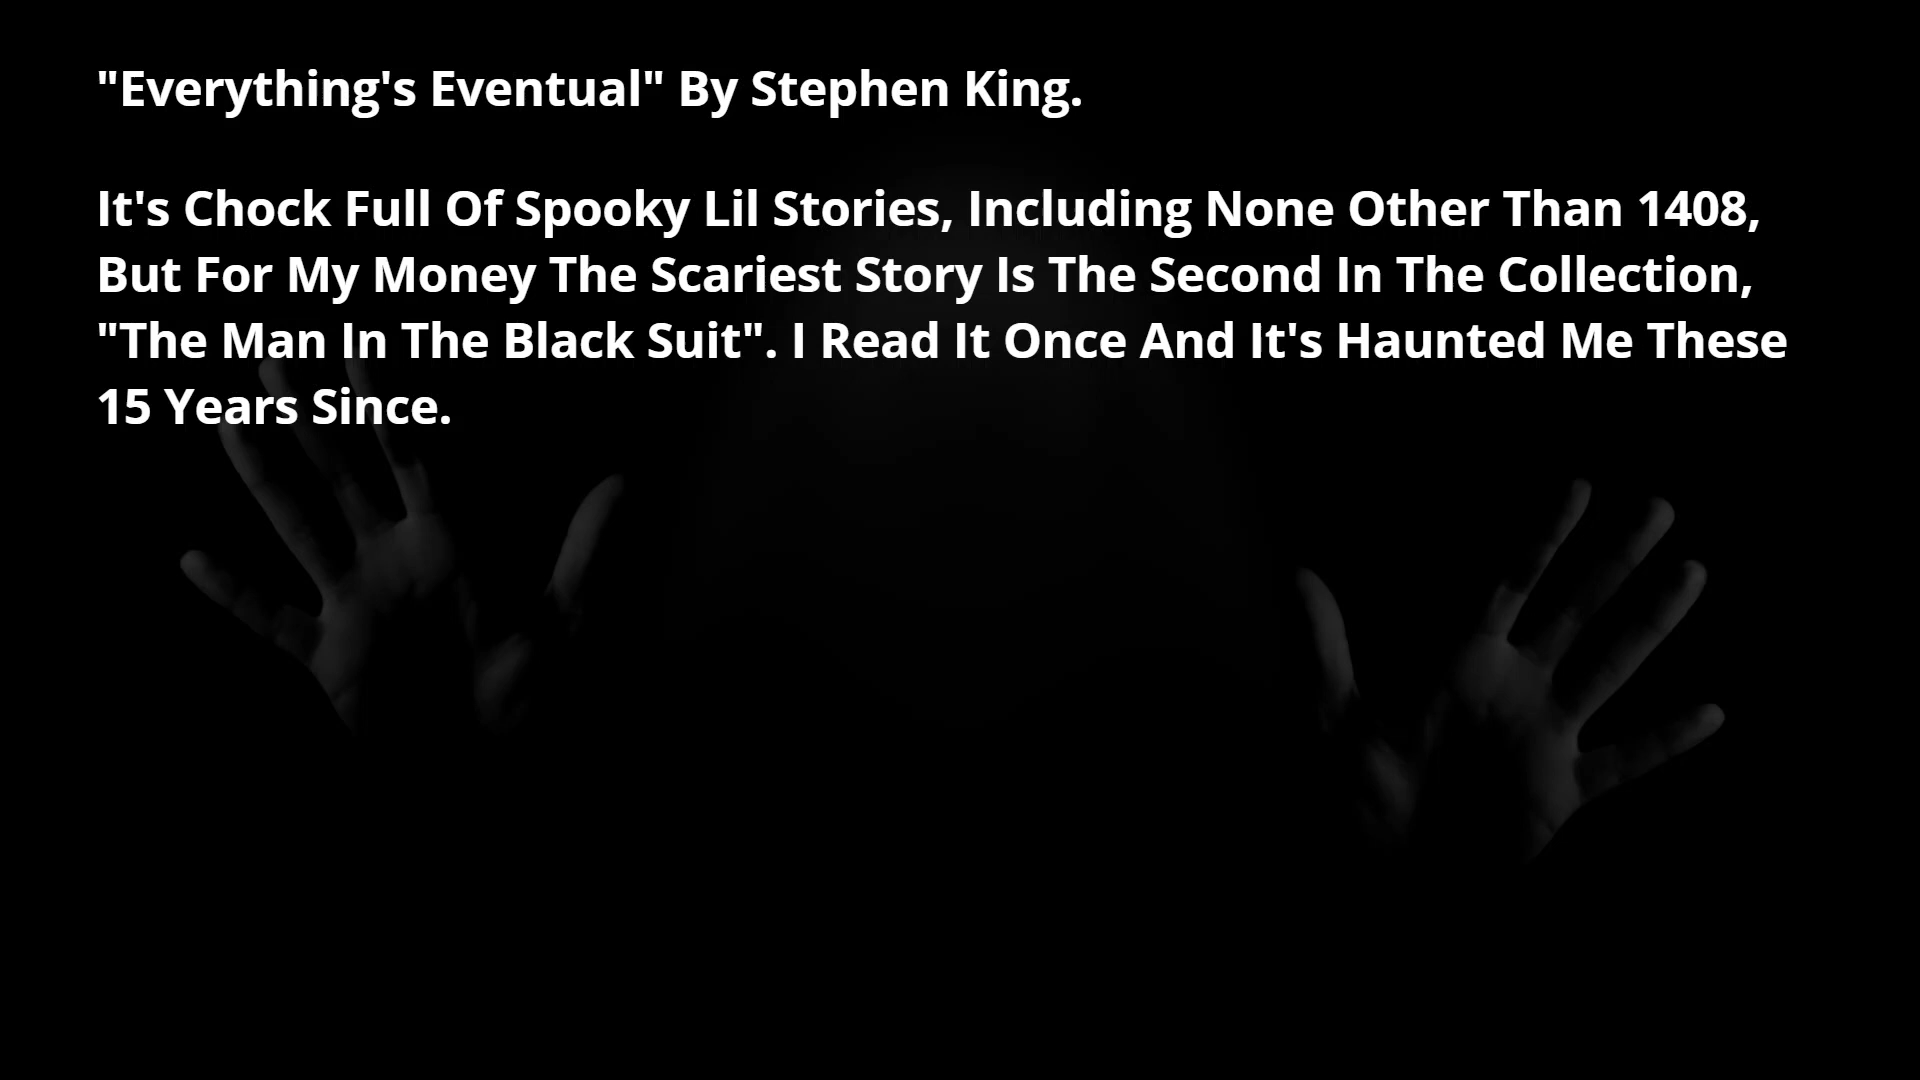 "Everything's Eventual" By Stephen King.
It's Chock Full Of Spooky Lil Stories, Including None Other Than 1408,
But For My Money The Scariest Story Is The Second In The Collection,
"The Man In The Black Suit". I Read It Once And It's Haunted Me These
15 Years Since.